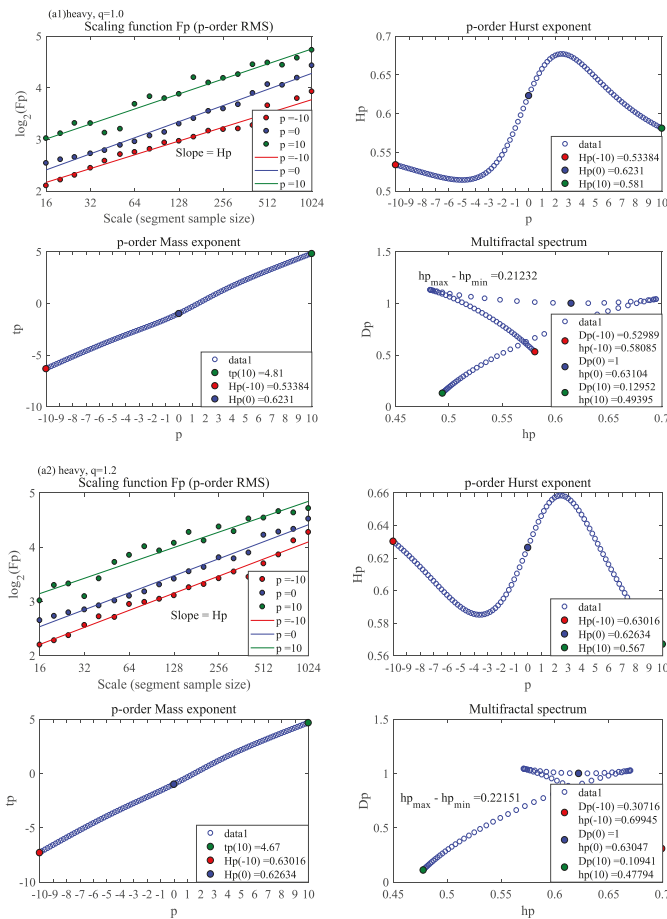 (a1)heavy, q=1.0
Scaling function Fp (p-order RMS)
5
4
3
2
log2(Fp)
p =-10
p =0
p =10
p =-10
p =0
p =10
Slope = Hp
16 32 64 128 256 512 1024
Scale (segment sample size)
p-order Hurst exponent
0.7
0.65
0.6
0.55
0.5
Hp
data1
Hp(-10) =0.53384
Hp(0) =0.6231
Hp(10) =0.581
-10-9 -8 -7 -6 -5 -4 -3 -2 -1 0 1 2 3 4 5 6 7 8 9 10
p
p-order Mass exponent
5
0
-5
-10
tp
data1
tp(10) =4.81
Hp(-10) =0.53384
Hp(0) =0.6231
-10-9 -8 -7 -6 -5 -4 -3 -2 -1 0 1 2 3 4 5 6 7 8 9 10
p
Multifractal spectrum
1.5
1
0.5
0
Dp
hpmax - hpmin =0.21232
data1
Dp(-10) =0.52989
hp(-10) =0.58085
Dp(0) =1
hp(0) =0.63104
Dp(10) =0.12952
hp(10) =0.49395
0.45 0.5 0.55 0.6 0.65 0.7
hp
(a2) heavy, q=1.2
Scaling function Fp (p-order RMS)
5
4
3
2
log2(Fp)
p =-10
p =0
p =10
p =-10
p =0
p =10
Slope = Hp
16 32 64 128 256 512 1024
Scale (segment sample size)
p-order Hurst exponent
0.66
0.64
0.62
0.6
0.58
0.56
Hp
data1
Hp(-10) =0.63016
Hp(0) =0.62634
Hp(10) =0.567
-10-9 -8 -7 -6 -5 -4 -3 -2 -1 0 1 2 3 4 5 6 7 8 9 10
p
p-order Mass exponent
5
0
-5
-10
tp
data1
tp(10) =4.67
Hp(-10) =0.63016
Hp(0) =0.62634
-10-9 -8 -7 -6 -5 -4 -3 -2 -1 0 1 2 3 4 5 6 7 8 9 10
p
Multifractal spectrum
1.5
1
0.5
0
Dp
hpmax - hpmin =0.22151
data1
Dp(-10) =0.30716
hp(-10) =0.69945
Dp(0) =1
hp(0) =0.63047
Dp(10) =0.10941
hp(10) =0.47794
0.45 0.5 0.55 0.6 0.65 0.7
hp